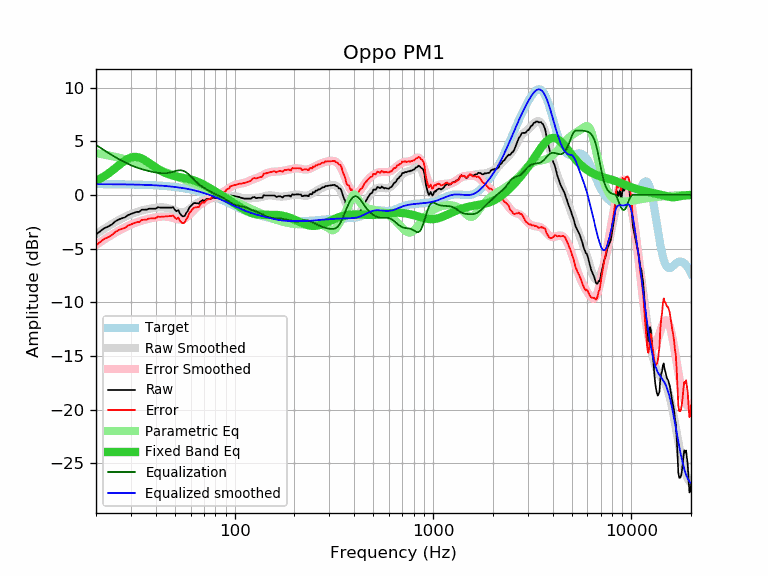 Oppo PM1
10
5
0
−5
−10
−15
−20
−25
Amplitude (dBr)
Target
Raw Smoothed
Error Smoothed
Raw
Error
Parametric Eq
Fixed Band Eq
Equalization
Equalized smoothed
100
1000
10000
Frequency (Hz)